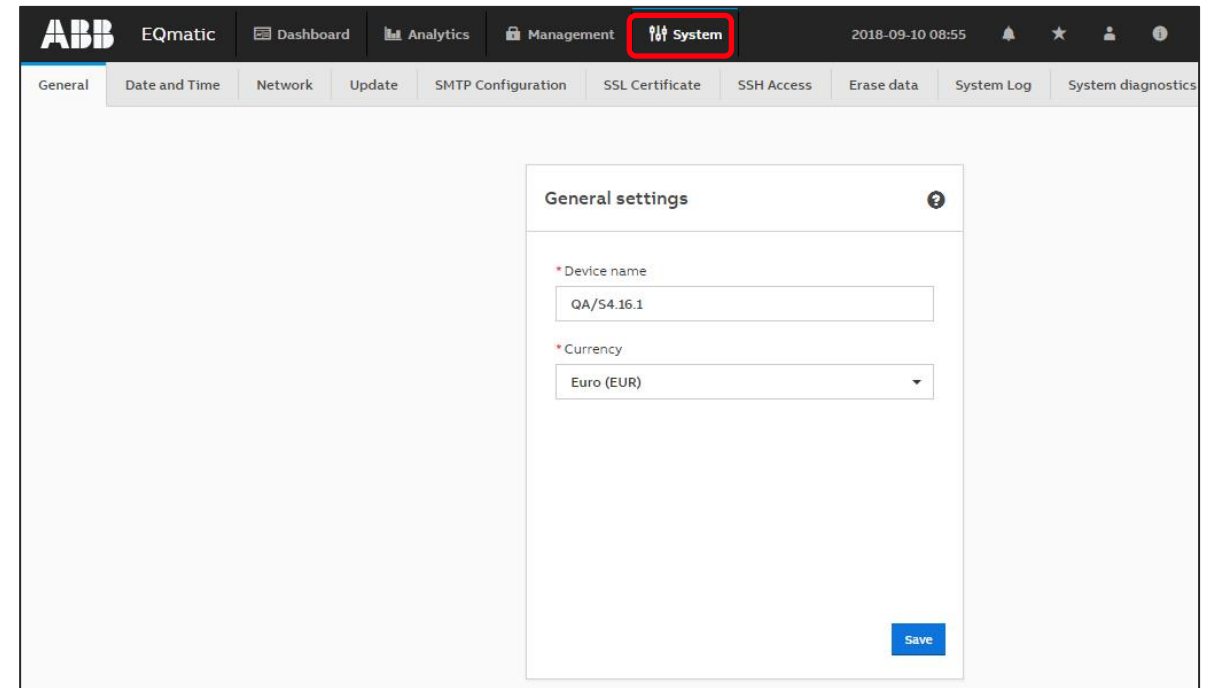 ABB EQmatic Dashboard Analytics Management System 2018-09-10 08:55
General Date and Time Network Update SMTP Configuration SSL Certificate SSH Access Erase data System Log System diagnostics
General settings
* Device name
QA/S4.16.1
* Currency
Euro (EUR)
Save